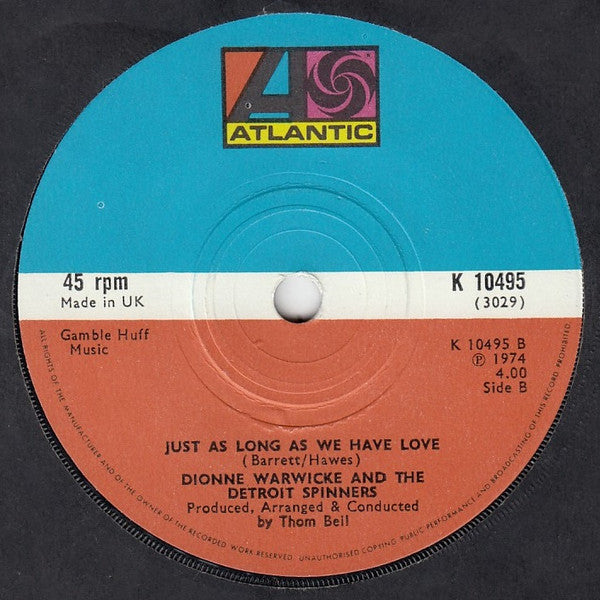 ATLANTIC
45 rpm
Made in UK
K 10495
(3029)
Gamble Huff
Music
K 10495 B
Ⓟ 1974
4.00
Side B
JUST AS LONG AS WE HAVE LOVE
(Barrett/Hawes)
DIONNE WARWICKE AND THE
DETROIT SPINNERS
Produced, Arranged & Conducted
by Thom Bell
ALL RIGHTS OF THE MANUFACTURER AND OF THE OWNER OF THE RECORDED WORK RESERVED. UNAUTHORISED COPYING PUBLIC PERFORMANCE AND BROADCASTING OF THIS RECORD PROHIBITED.